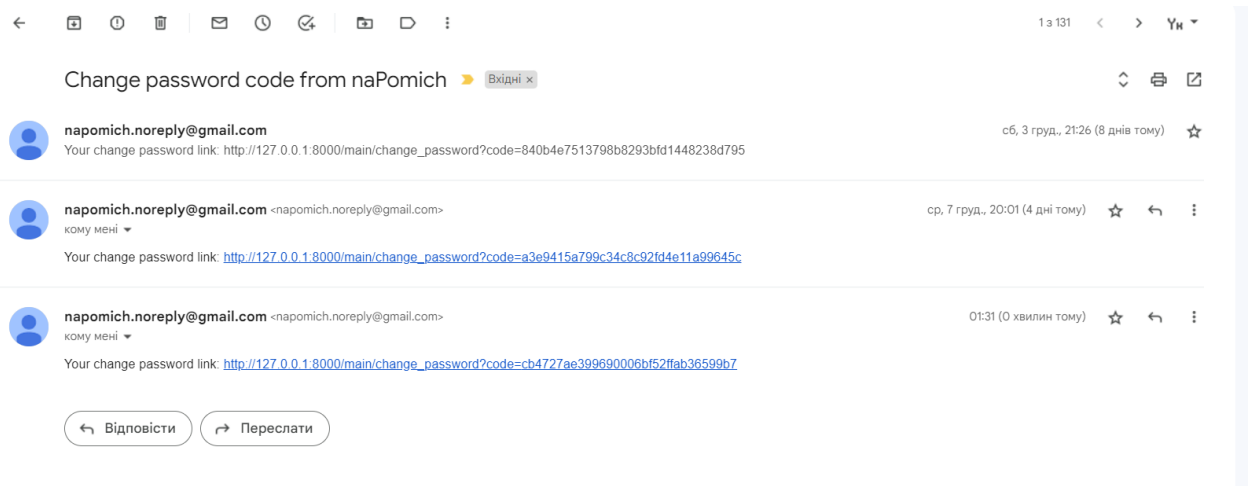 1 з 131
Change password code from naPomich
Вхідні ×
napomich.noreply@gmail.com
сб, 3 груд., 21:26 (8 днів тому)
Your change password link: http://127.0.0.1:8000/main/change_password?code=840b4e7513798b8293bfd1448238d795
napomich.noreply@gmail.com <napomich.noreply@gmail.com>
ср, 7 груд., 20:01 (4 дні тому)
кому мені
Your change password link: http://127.0.0.1:8000/main/change_password?code=a3e9415a799c34c8c92fd4e11a99645c
napomich.noreply@gmail.com <napomich.noreply@gmail.com>
01:31 (0 хвилин тому)
кому мені
Your change password link: http://127.0.0.1:8000/main/change_password?code=cb4727ae399690006bf52ffab36599b7
Відповісти
Переслати